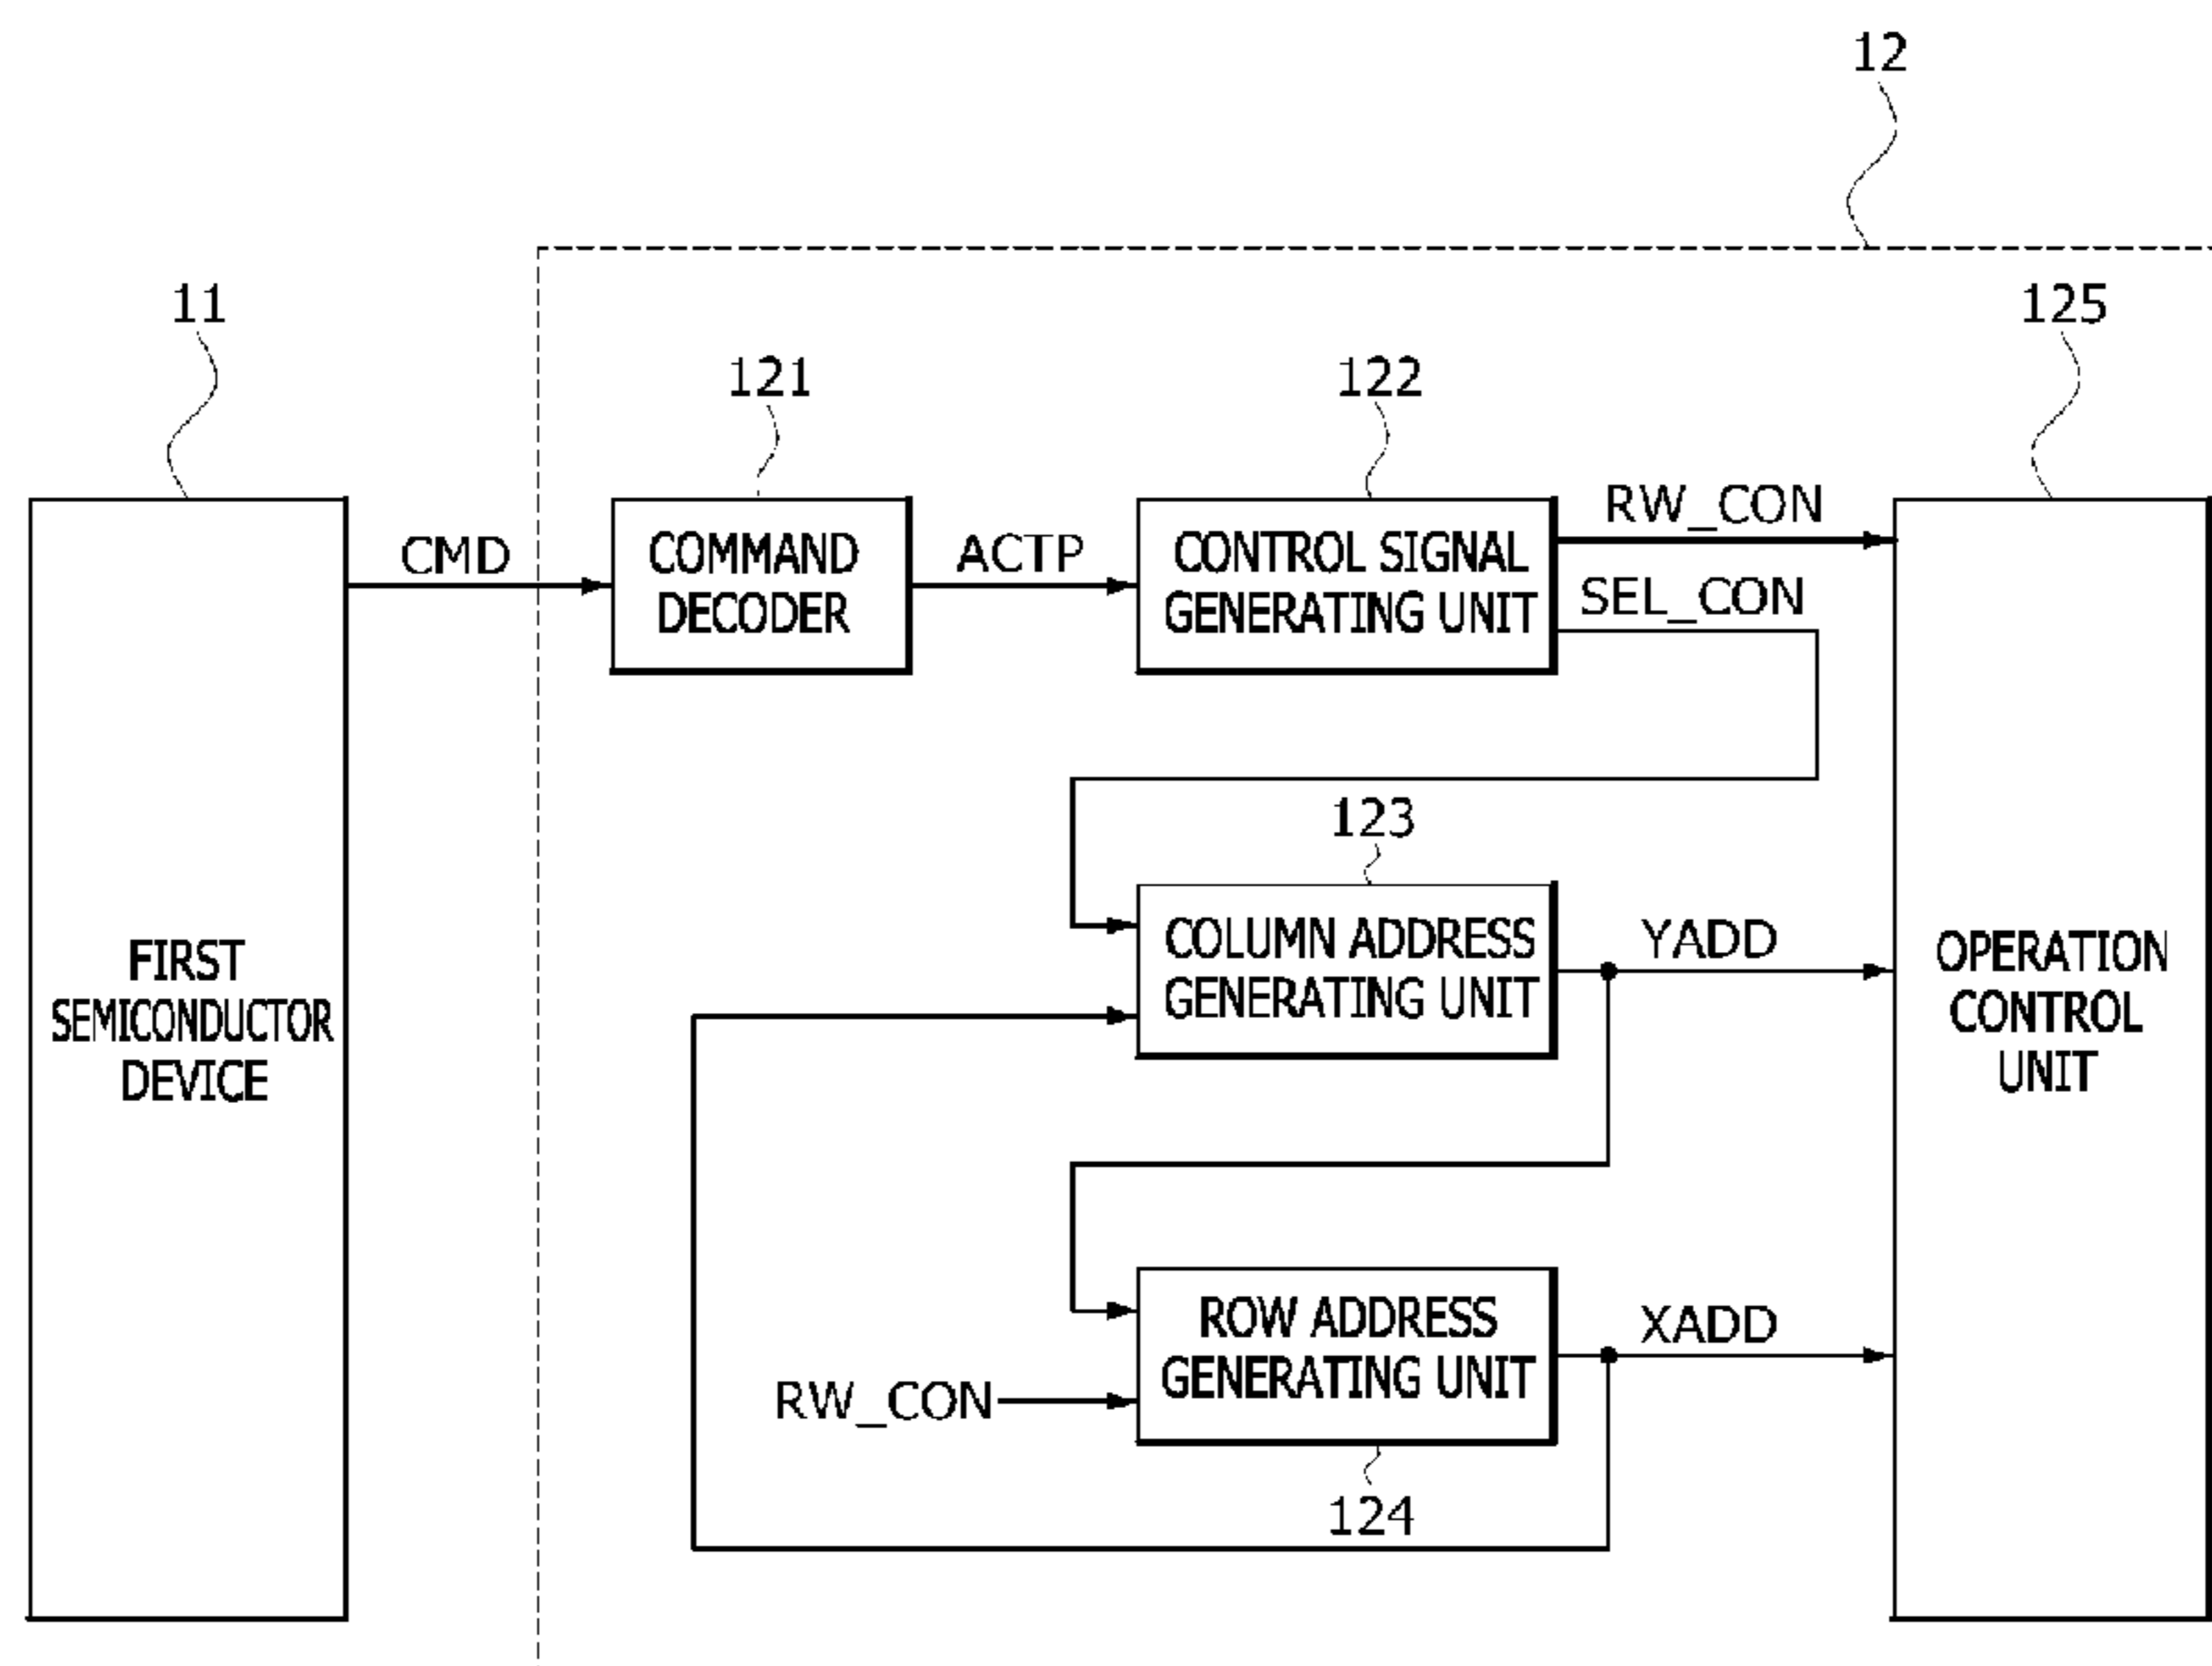 12
11
125
121
122
RW_CON
CMD
COMMAND
DECODER
ACTP
CONTROL SIGNAL
GENERATING UNIT
SEL_CON
123
FIRST
SEMICONDUCTOR
DEVICE
COLUMN ADDRESS
GENERATING UNIT
YADD
OPERATION
CONTROL
UNIT
ROW ADDRESS
GENERATING UNIT
XADD
RW_CON
124